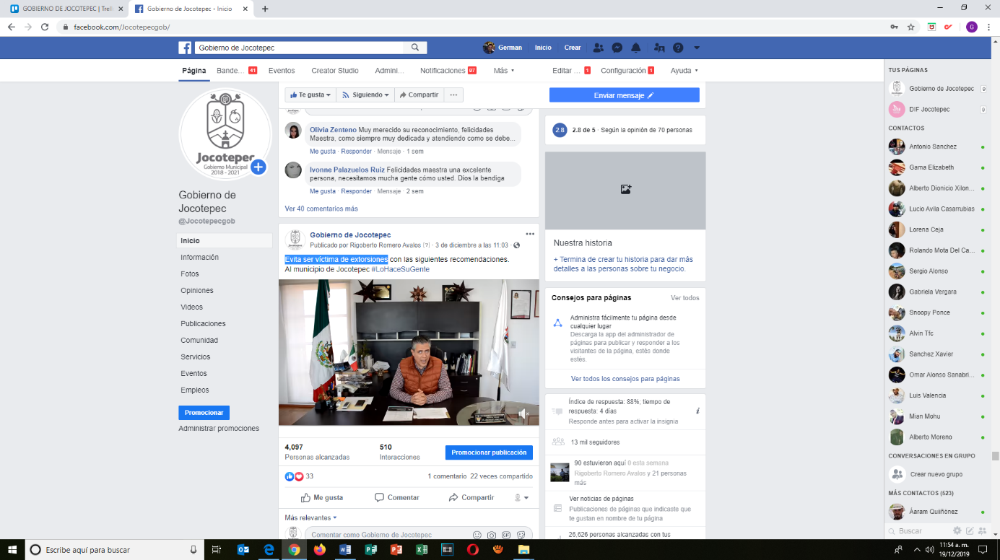 GOBIERNO DE JOCOTEPEC | Trell
Gobierno de Jocotepec - Inicio
facebook.com/Jocotepecgob/
G
Gobierno de Jocotepec
German
Inicio
Crear
Página
Bande... 41
Eventos
Creator Studio
Admini...
Notificaciones 97
Más
Editar ... 1
Configuración 1
Ayuda
Jocotepec
Gobierno Municipal
2018 - 2021
Gobierno de
Jocotepec
@Jocotepecgob
Inicio
Información
Fotos
Opiniones
Videos
Publicaciones
Comunidad
Servicios
Eventos
Empleos
Promocionar
Administrar promociones
Te gusta
Siguiendo
Compartir
Enviar mensaje
Olivia Zenteno Muy merecido su reconocimiento, felicidades
Maestra, como siempre muy dedicada y atendiendo como se debe...
Me gusta · Responder · Mensaje · 1 sem
Ivonne Palazuelos Ruiz Felicidades maestra una excelente
persona, necesitamos mucha gente cómo usted. Dios la bendiga
Me gusta · Responder · Mensaje · 2 sem
Ver 40 comentarios más
Gobierno de Jocotepec
Publicado por Rigoberto Romero Avalos [?] · 3 de diciembre a las 11:03 ·
Evita ser víctima de extorsiones con las siguientes recomendaciones.
Al municipio de Jocotepec #LoHaceSuGente
4,097
Personas alcanzadas
510
Interacciones
Promocionar publicación
33
1 comentario 22 veces compartido
Me gusta
Comentar
Compartir
Más relevantes
Comentar como Gobierno de Jocotepec
GIF
2.8
2.8 de 5 · Según la opinión de 70 personas
Nuestra historia
+ Termina de crear tu historia para dar más
detalles a las personas sobre tu negocio.
Consejos para páginas
Ver todos
Administra fácilmente tu página desde
cualquier lugar
Descarga la app del administrador de
páginas para publicar y responder a los
visitantes de la página, estés donde
estés.
Ver todos los consejos para páginas
Índice de respuesta: 88%; tiempo de
respuesta: 4 días
Responde antes para activar la insignia
13 mil seguidores
90 estuvieron aquí 0 esta semana
Rigoberto Romero Avalos y 21 personas
más
Ver noticias de páginas
Publicaciones de páginas que indicaste que
te gustan en nombre de tu página
26,626 personas alcanzadas con tus
TUS PÁGINAS
Gobierno de Jocotepec 9
DIF Jocotepec 9
CONTACTOS
Antonio Sanchez
Gama Elizabeth
Alberto Dionicio Xilon...
Lucio Avila Casarrubias
Lorena Ceja
Rolando Mota Del Ca...
Sergio Alonso
Gabriela Vergara
Snoopy Ponce
Alvin Tfc
Sanchez Xavier
Omar Alonso Sanabri...
Luis Valencia
Mian Mohu
Alberto Moreno
CONVERSACIONES EN GRUPO
Crear nuevo grupo
MÁS CONTACTOS (523)
Áaram Quiiñönez
Buscar
Escribe aquí para buscar
11:54 a. m.
19/12/2019